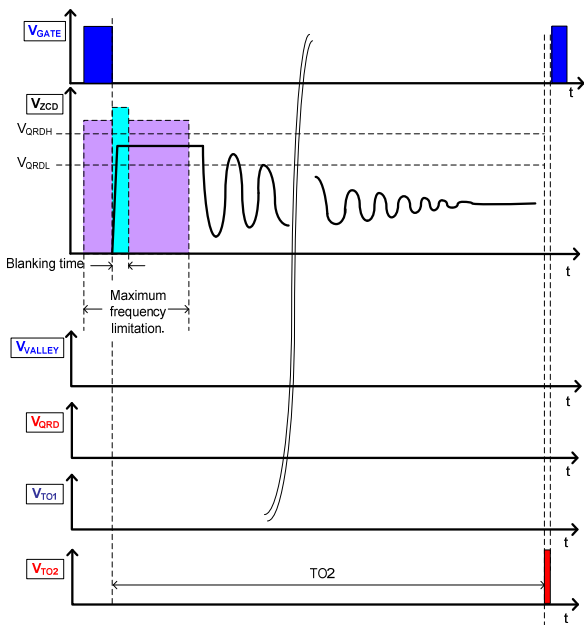 VGATE
t
VZCD
VQRDH
VQRDL
t
Blanking time
Maximum
frequency
limitation.
VVALLEY
t
VQRD
t
VTO1
t
TO2
VTO2
t